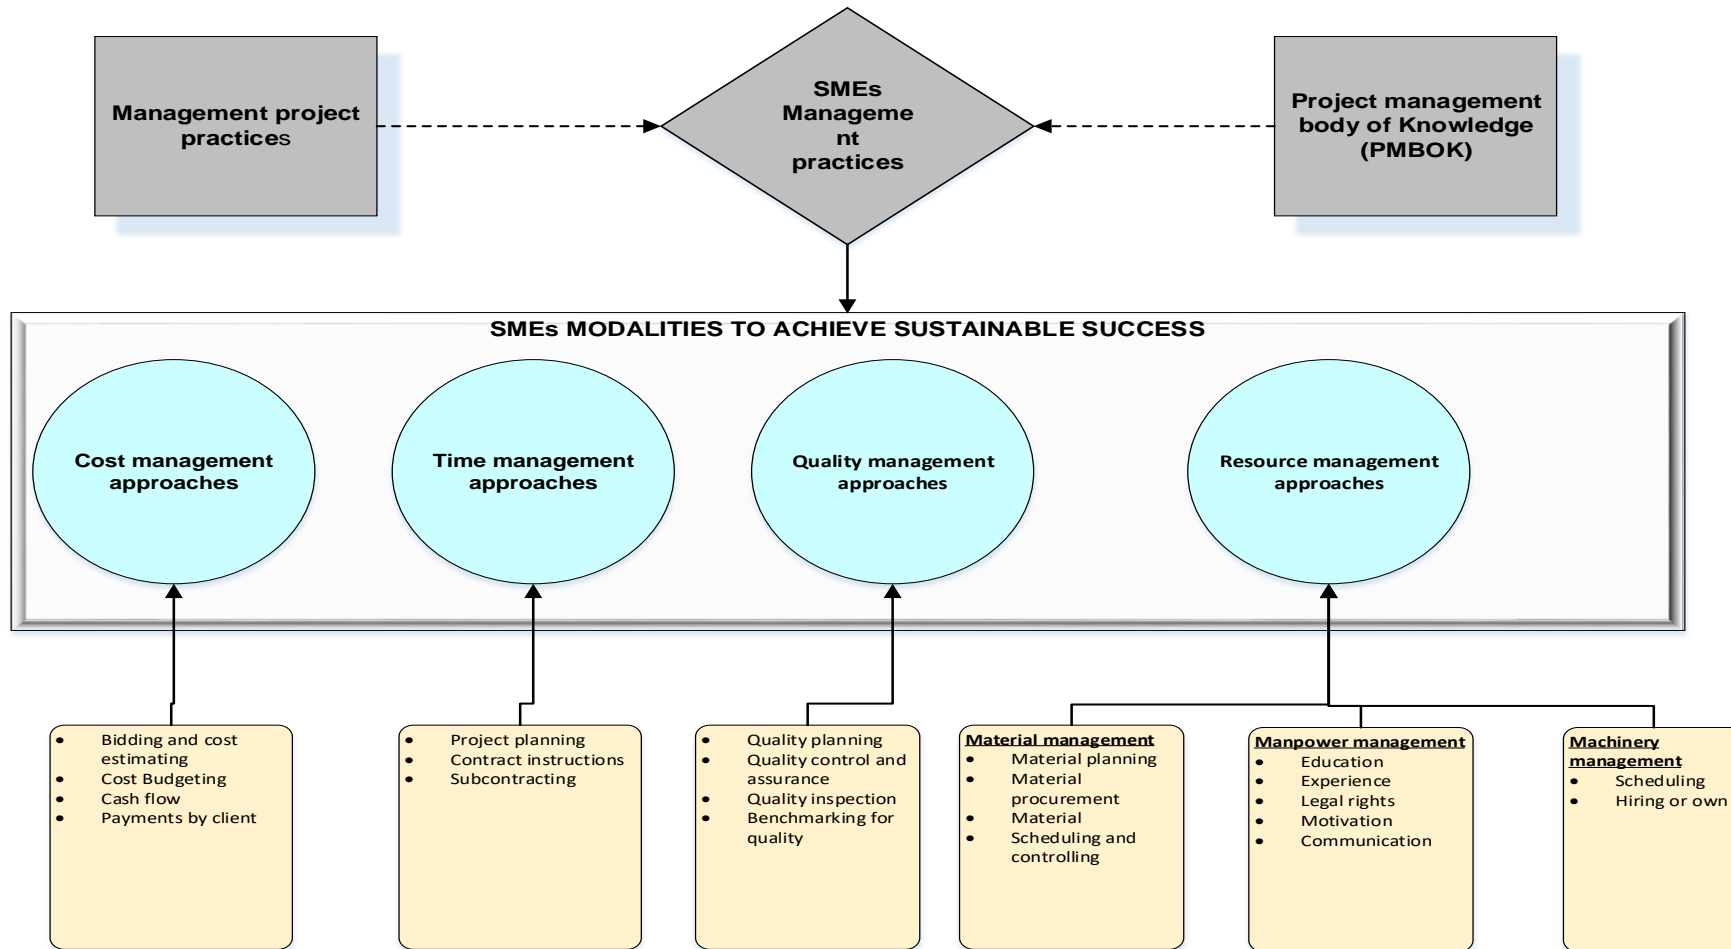 Management project
practices
SMEs
Manageme
nt
practices
Project management
body of Knowledge
(PMBOK)
SMEs MODALITIES TO ACHIEVE SUSTAINABLE SUCCESS
Cost management
approaches
Time management
approaches
Quality management
approaches
Resource management
approaches
• Bidding and cost
estimating
• Cost Budgeting
• Cash flow
• Payments by client
• Project planning
• Contract instructions
• Subcontracting
• Quality planning
• Quality control and
assurance
• Quality inspection
• Benchmarking for
quality
Material management
• Material planning
• Material
procurement
• Material
• Scheduling and
controlling
Manpower management
• Education
• Experience
• Legal rights
• Motivation
• Communication
Machinery
management
• Scheduling
• Hiring or own